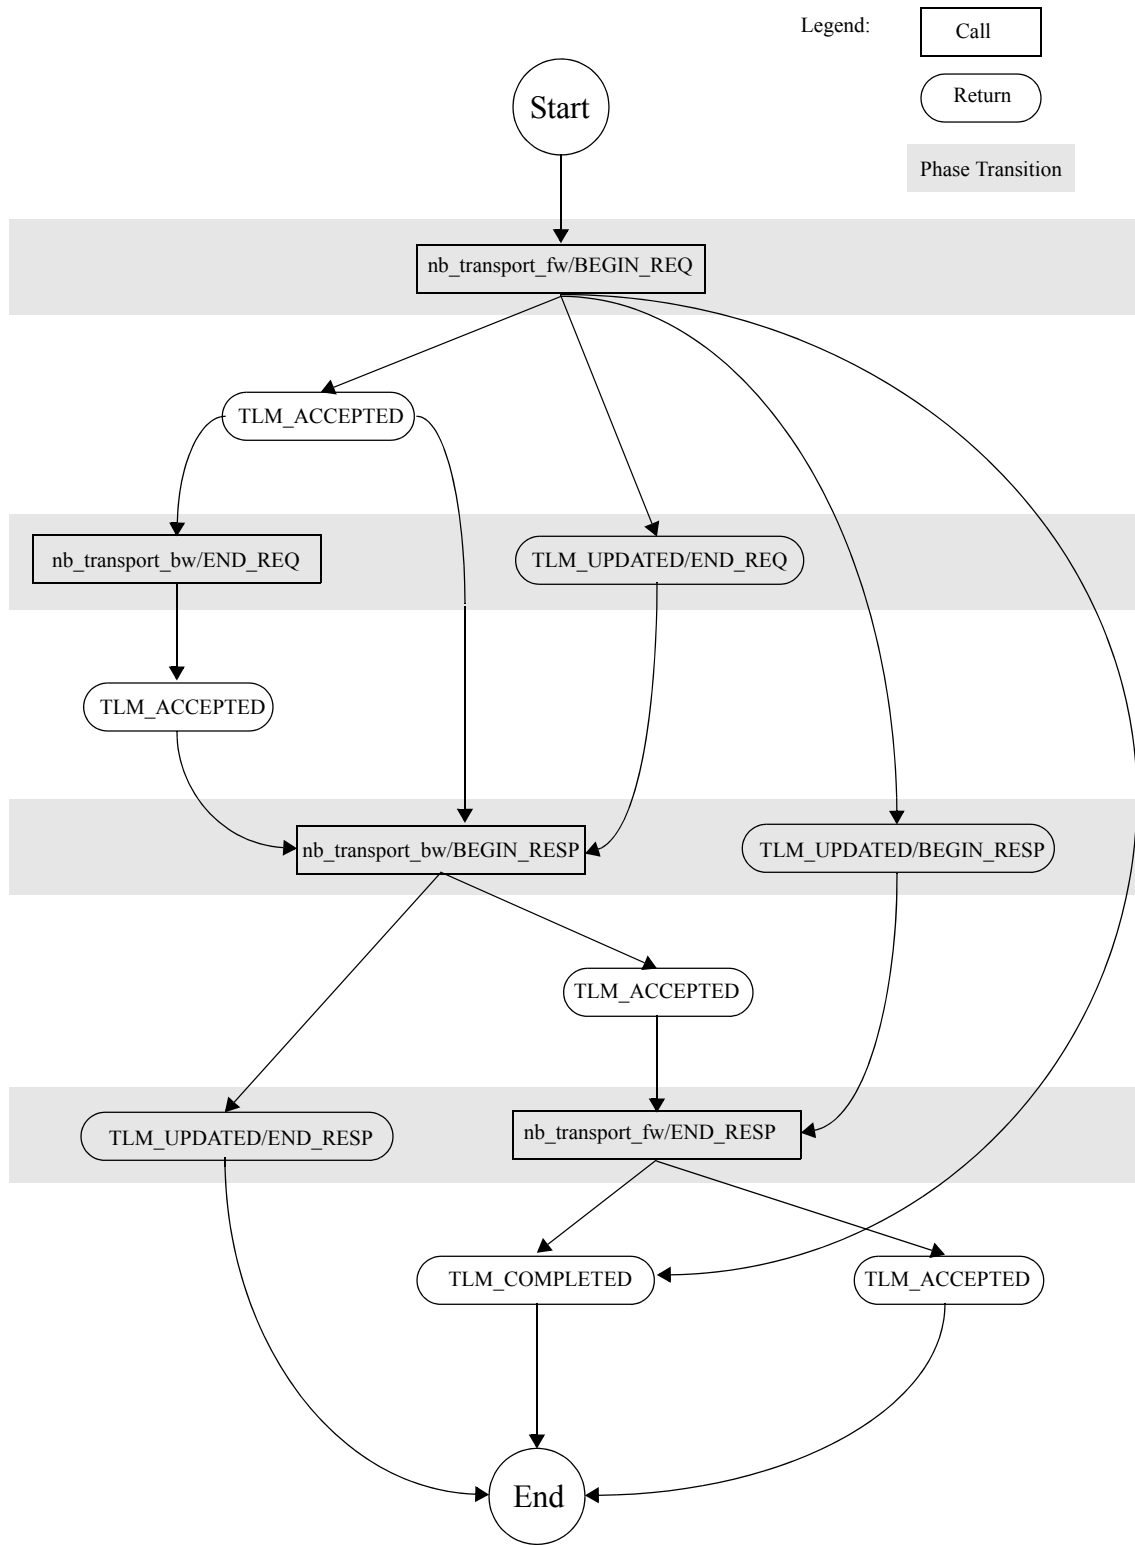 Legend:
Call
Return
Phase Transition
Start
nb_transport_fw/BEGIN_REQ
TLM_ACCEPTED
nb_transport_bw/END_REQ
TLM_UPDATED/END_REQ
TLM_ACCEPTED
nb_transport_bw/BEGIN_RESP
TLM_UPDATED/BEGIN_RESP
TLM_ACCEPTED
TLM_UPDATED/END_RESP
nb_transport_fw/END_RESP
TLM_COMPLETED
TLM_ACCEPTED
End